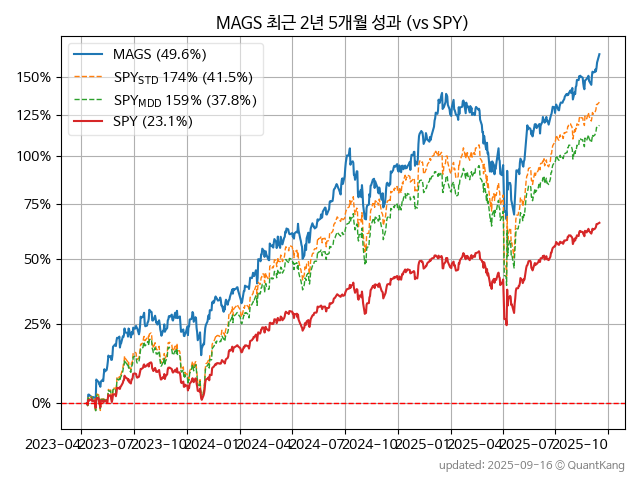 MAGS 최근 2년 5개월 성과 (vs SPY)
MAGS (49.6%)
SPY_STD 174% (41.5%)
SPY_MDD 159% (37.8%)
SPY (23.1%)
150%
125%
100%
75%
50%
25%
0%
2023-04 2023-07 2023-10 2024-01 2024-04 2024-07 2024-10 2025-01 2025-04 2025-07 2025-10
updated: 2025-09-16 © QuantKang